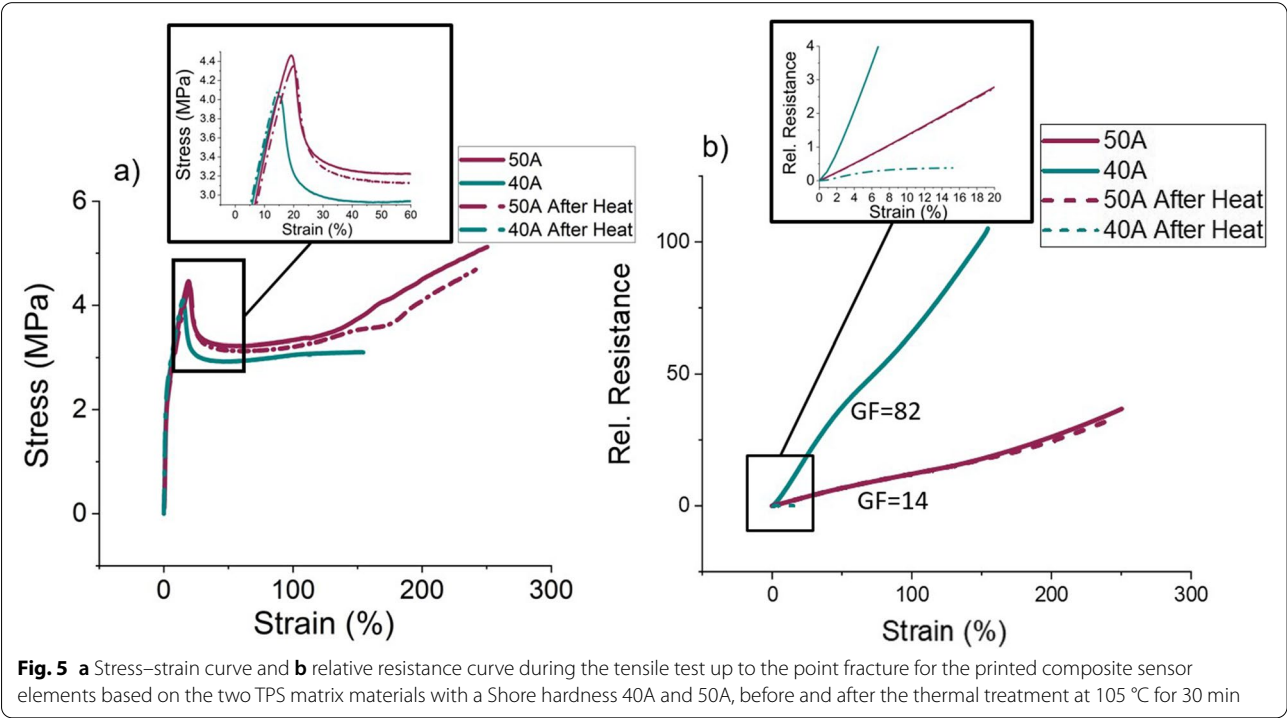 a)
Stress (MPa)
6
4
2
0
0 100 200 300
Strain (%)
Stress (MPa)
4.4
4.2
4.0
3.8
3.6
3.4
3.2
3.0
0 10 20 30 40 50 60
Strain (%)
50A
40A
50A After Heat
40A After Heat
b)
Rel. Resistance
100
50
0
0 100 200 300
Strain (%)
GF=82
GF=14
Rel. Resistance
4
3
2
1
0
0 2 4 6 8 10 12 14 16 18 20
Strain (%)
50A
40A
50A After Heat
40A After Heat
Fig. 5 a Stress–strain curve and b relative resistance curve during the tensile test up to the point fracture for the printed composite sensor
elements based on the two TPS matrix materials with a Shore hardness 40A and 50A, before and after the thermal treatment at 105 °C for 30 min